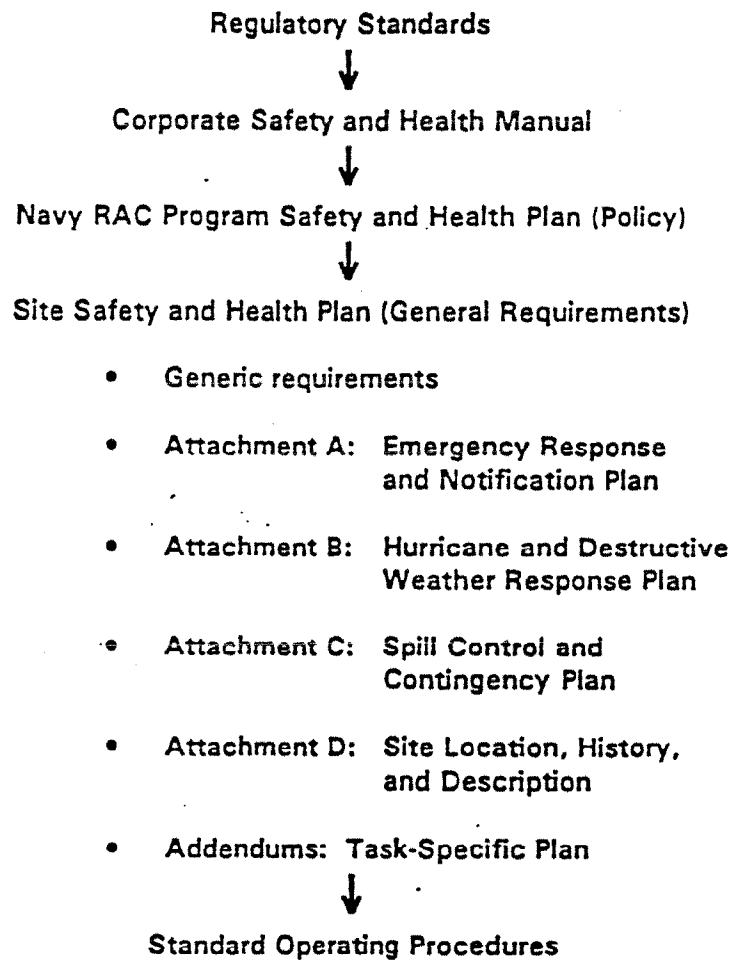 Regulatory Standards
↓
Corporate Safety and Health Manual
↓
Navy RAC Program Safety and Health Plan (Policy)
↓
Site Safety and Health Plan (General Requirements)
• Generic requirements
• Attachment A: Emergency Response
and Notification Plan
• Attachment B: Hurricane and Destructive
Weather Response Plan
• Attachment C: Spill Control and
Contingency Plan
• Attachment D: Site Location, History,
and Description
• Addendums: Task-Specific Plan
↓
Standard Operating Procedures